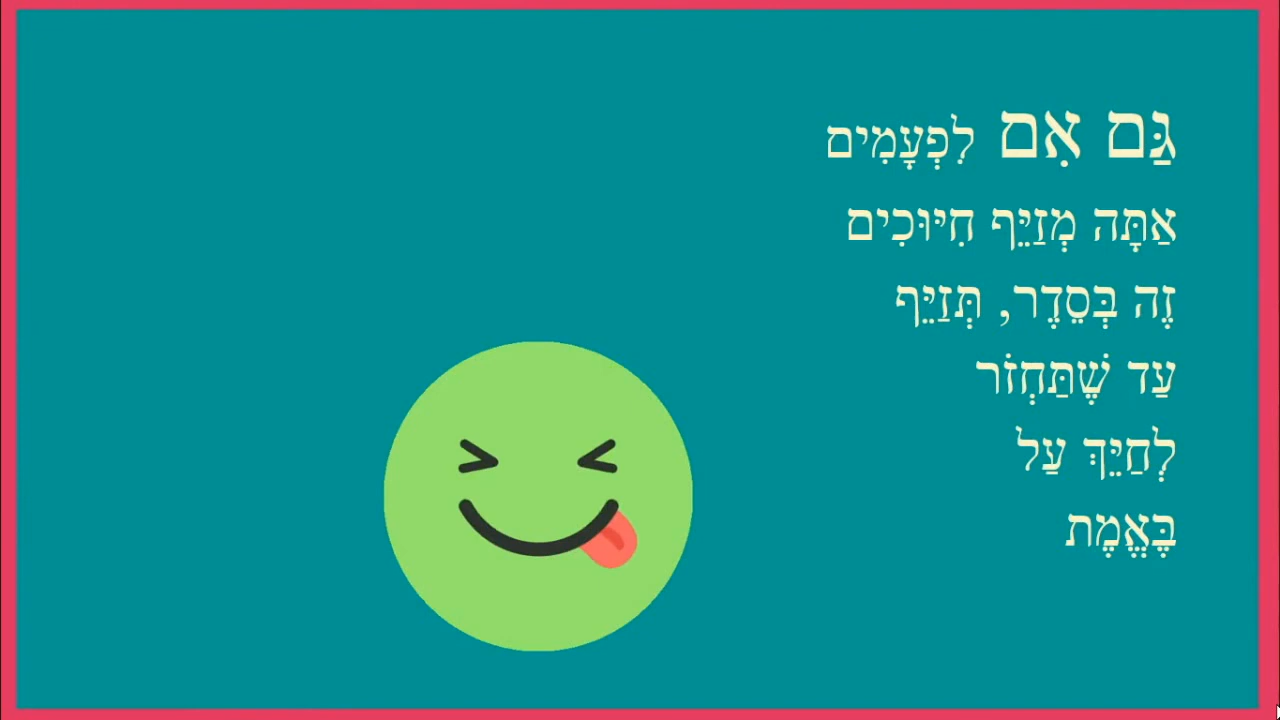 גַּם אִם לִפְעָמִים
אַתָּה מְזַיֵּף חִיּוּכִים
זֶה בְּסֵדֶר, תְּזַיֵּף
עַד שֶׁתַּחְזֹור
לְחַיֵּךְ עַל
בֶּאֱמֶת